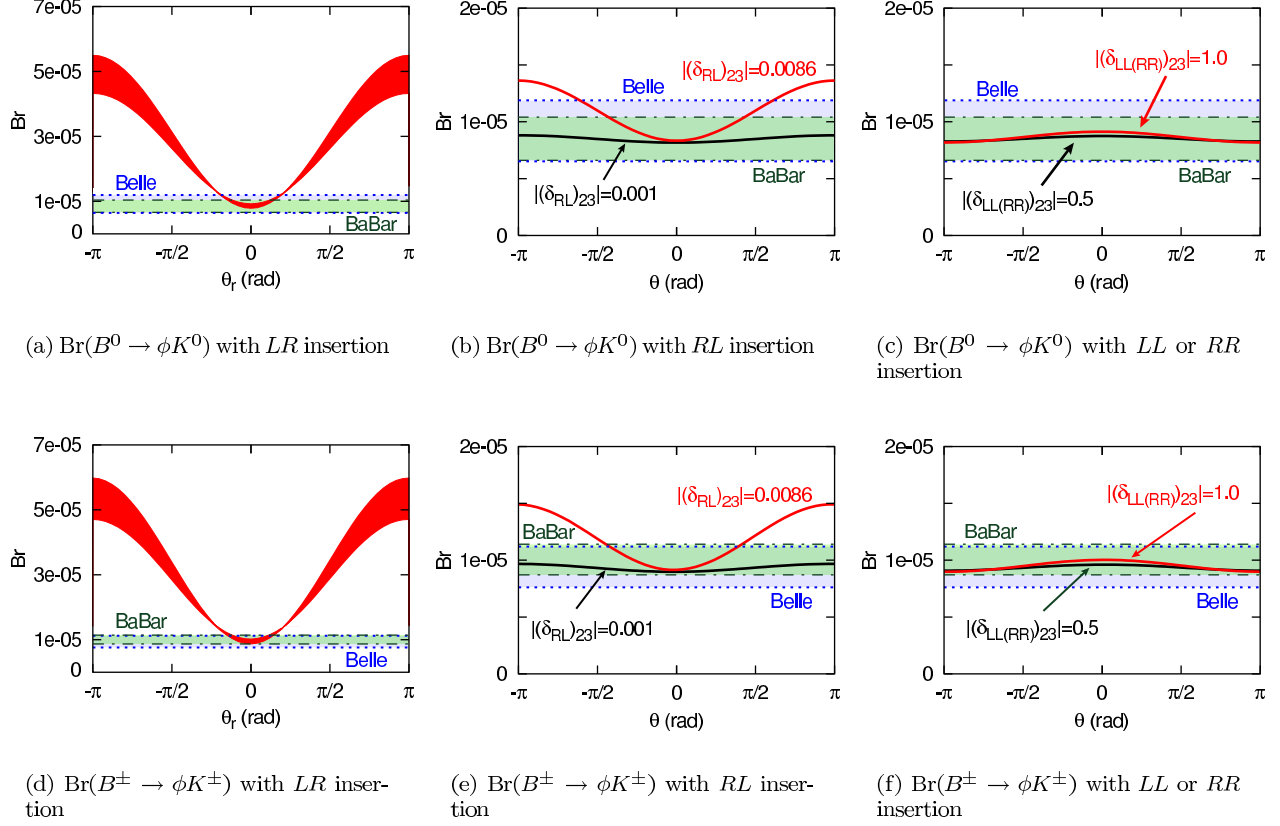 7e-05
5e-05
3e-05
1e-05
0
Br
Belle
BaBar
-π -π/2 0 π/2 π
θr (rad)
(a) Br(B⁰ → ϕK⁰) with LR insertion
2e-05
1e-05
0
Br
|(δRL)23|=0.0086
Belle
BaBar
|(δRL)23|=0.001
-π -π/2 0 π/2 π
θ (rad)
(b) Br(B⁰ → ϕK⁰) with RL insertion
2e-05
1e-05
0
Br
|(δLL(RR))23|=1.0
Belle
BaBar
|(δLL(RR))23|=0.5
-π -π/2 0 π/2 π
θ (rad)
(c) Br(B⁰ → ϕK⁰) with LL or RR
insertion
7e-05
5e-05
3e-05
1e-05
0
Br
BaBar
Belle
-π -π/2 0 π/2 π
θr (rad)
(d) Br(B± → ϕK±) with LR inser-
tion
2e-05
1e-05
0
Br
|(δRL)23|=0.0086
BaBar
Belle
|(δRL)23|=0.001
-π -π/2 0 π/2 π
θ (rad)
(e) Br(B± → ϕK±) with RL inser-
tion
2e-05
1e-05
0
Br
|(δLL(RR))23|=1.0
BaBar
Belle
|(δLL(RR))23|=0.5
-π -π/2 0 π/2 π
θ (rad)
(f) Br(B± → ϕK±) with LL or RR
insertion